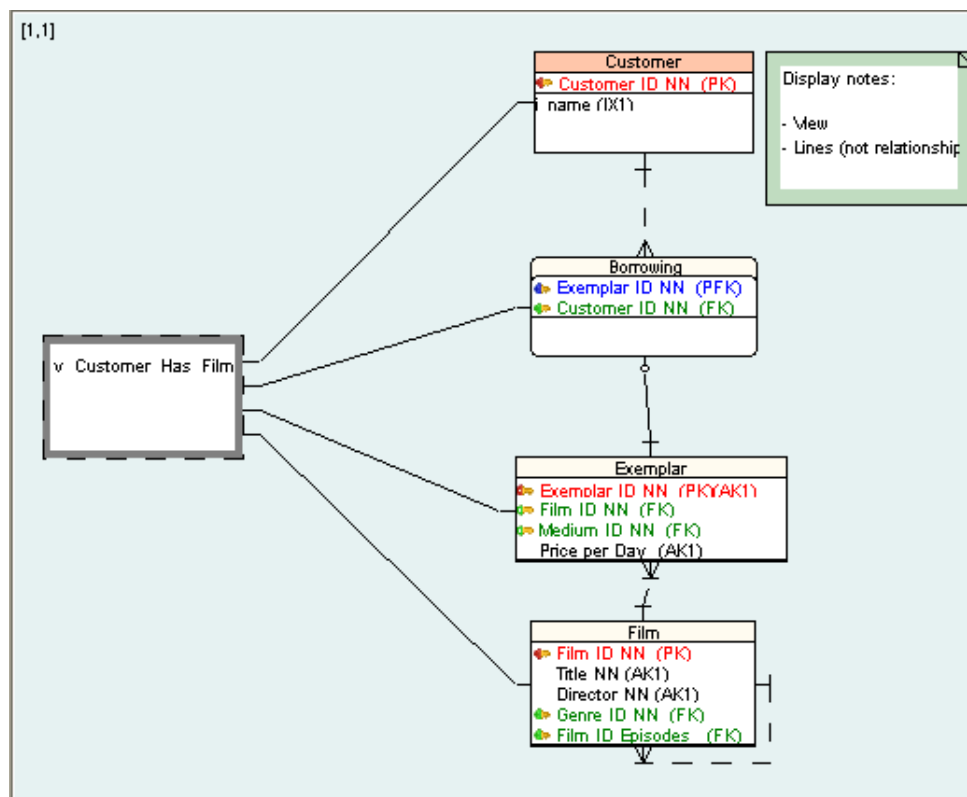 [1,1]
Customer
Customer ID NN (PK)
i name (IX1)
Display notes:
- View
- Lines (not relationship
Borrowing
Exemplar ID NN (PFK)
Customer ID NN (FK)
v Customer Has Film
Exemplar
Exemplar ID NN (PK)(AK1)
Film ID NN (FK)
Medium ID NN (FK)
Price per Day (AK1)
Film
Film ID NN (PK)
Title NN (AK1)
Director NN (AK1)
Genre ID NN (FK)
Film ID Episodes (FK)